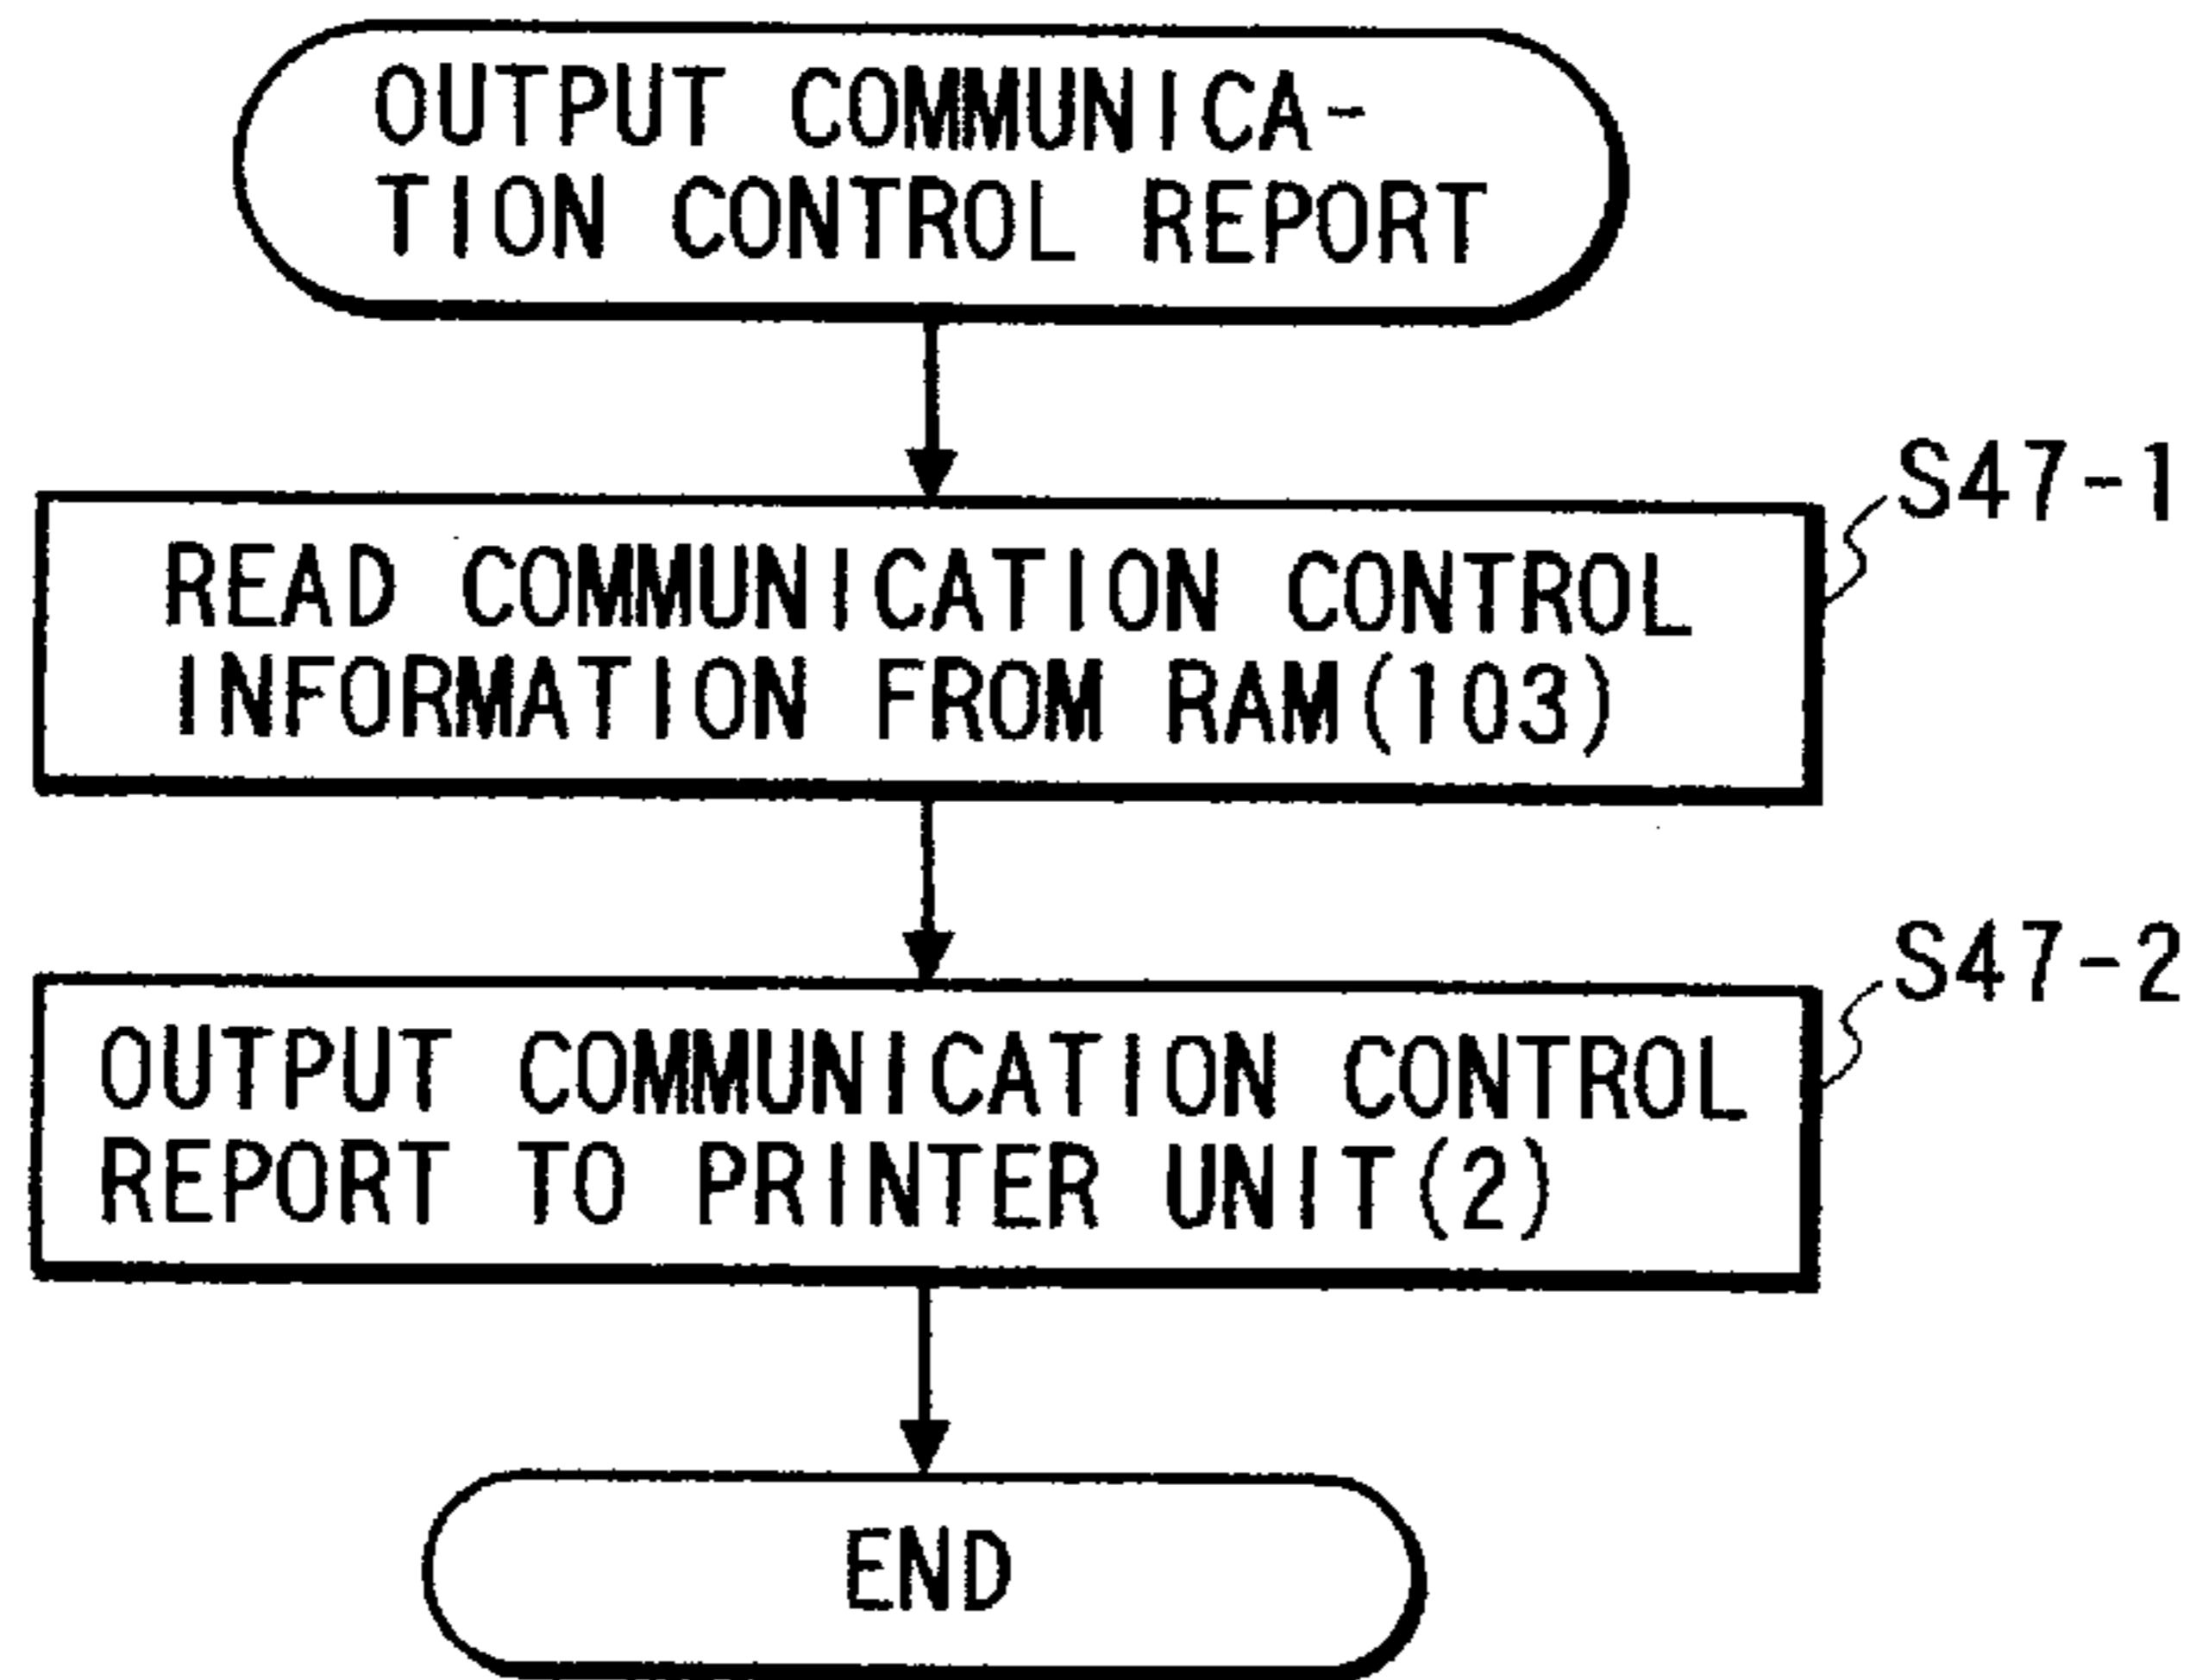 OUTPUT COMMUNICA-
TION CONTROL REPORT
S47-1
READ COMMUNICATION CONTROL
INFORMATION FROM RAM(103)
S47-2
OUTPUT COMMUNICATION CONTROL
REPORT TO PRINTER UNIT(2)
END